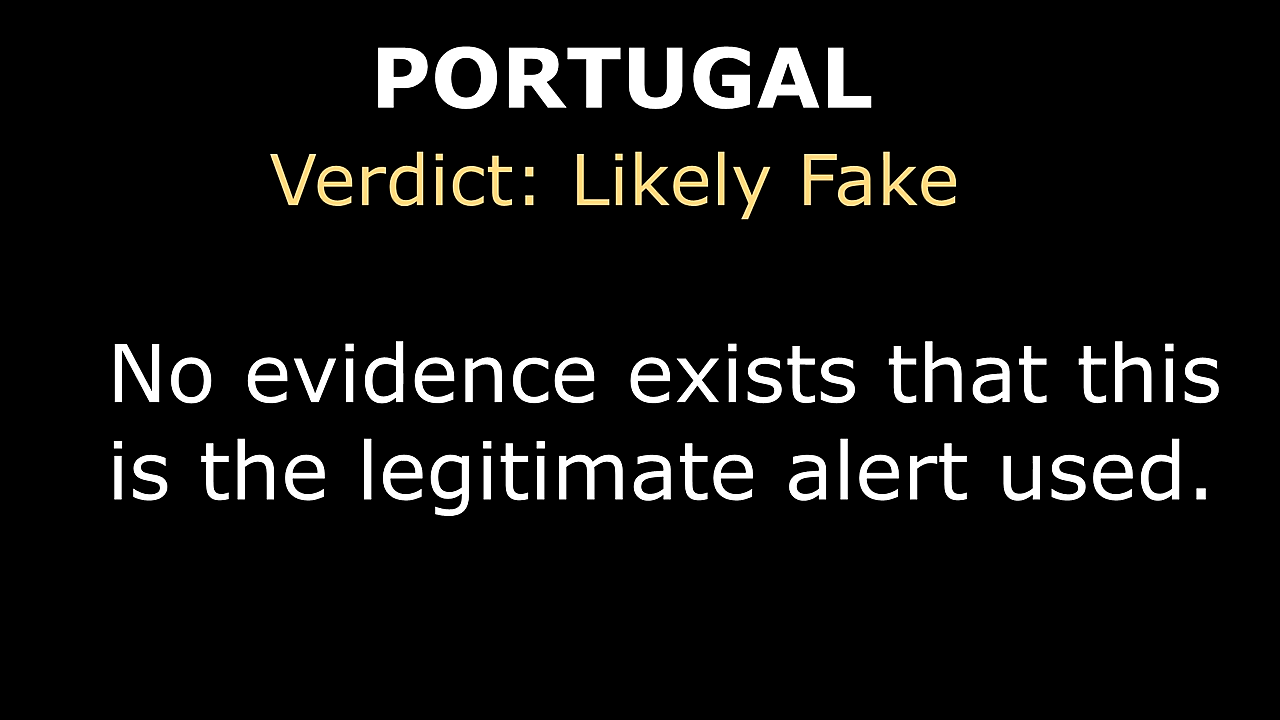 PORTUGAL
Verdict: Likely Fake
No evidence exists that this
is the legitimate alert used.